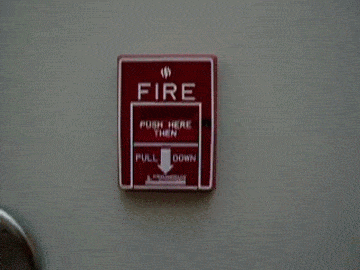 FIRE
PUSH HERE
THEN
PULL DOWN